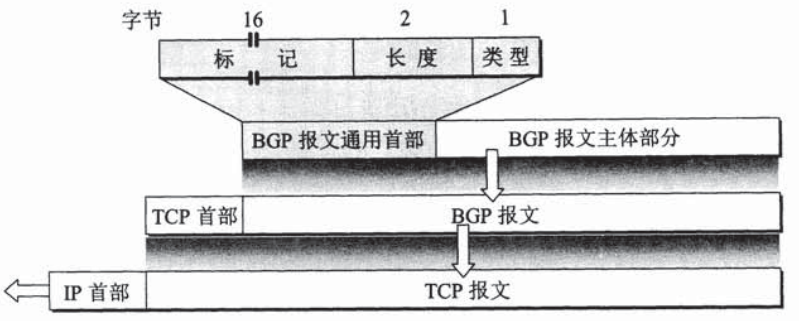 字节 16 2 1
标 记 长 度 类 型
BGP 报文通用首部 BGP 报文主体部分
TCP 首部 BGP 报文
IP 首部 TCP 报文